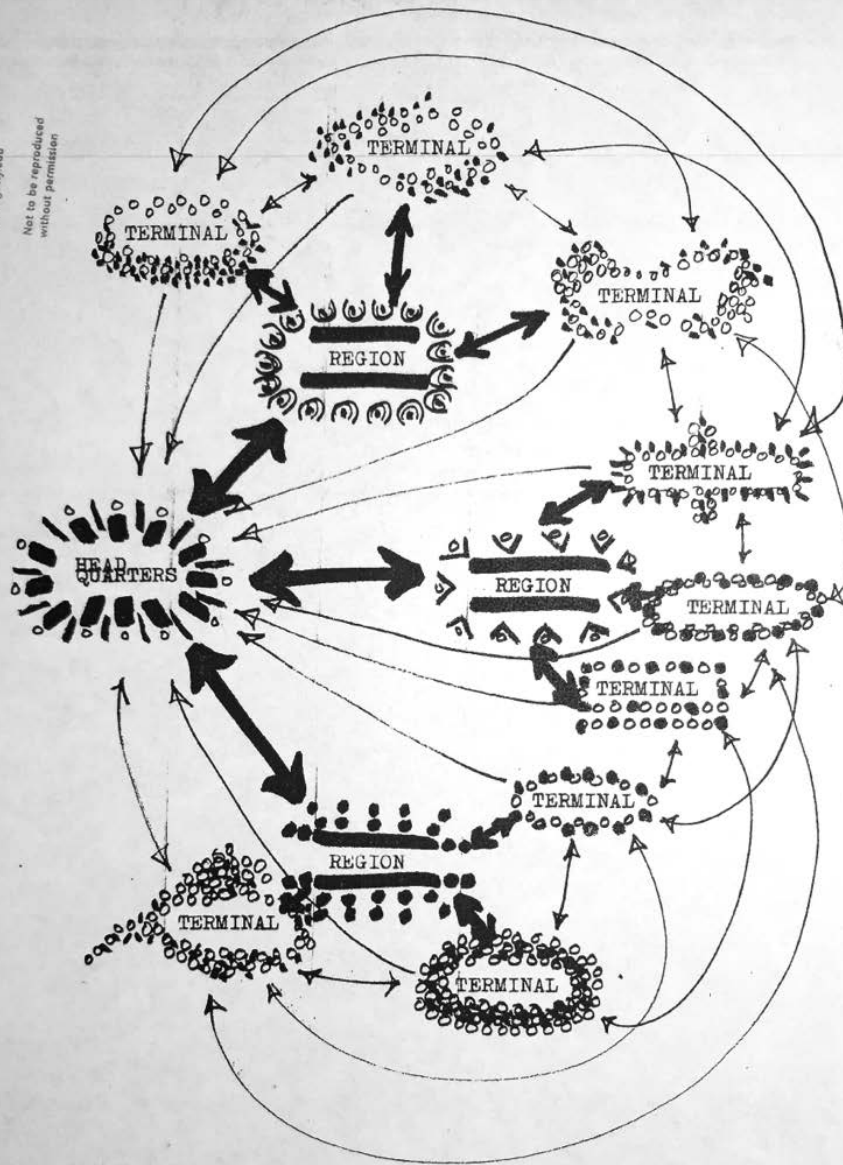 Not to be reproduced
without permission
TERMINAL
TERMINAL
TERMINAL
REGION
TERMINAL
HEAD
QUARTERS
REGION
TERMINAL
TERMINAL
TERMINAL
REGION
TERMINAL
TERMINAL